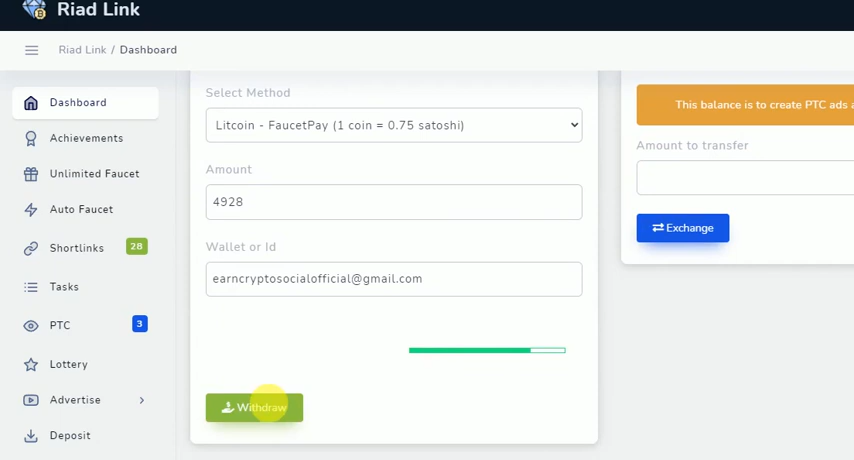 Riad Link
Riad Link / Dashboard
Dashboard
Achievements
Unlimited Faucet
Auto Faucet
Shortlinks 28
Tasks
PTC 3
Lottery
Advertise
Deposit
Select Method
Litcoin - FaucetPay (1 coin = 0.75 satoshi)
Amount
4928
Wallet or Id
earncryptosocialofficial@gmail.com
Withdraw
This balance is to create PTC ads a
Amount to transfer
Exchange